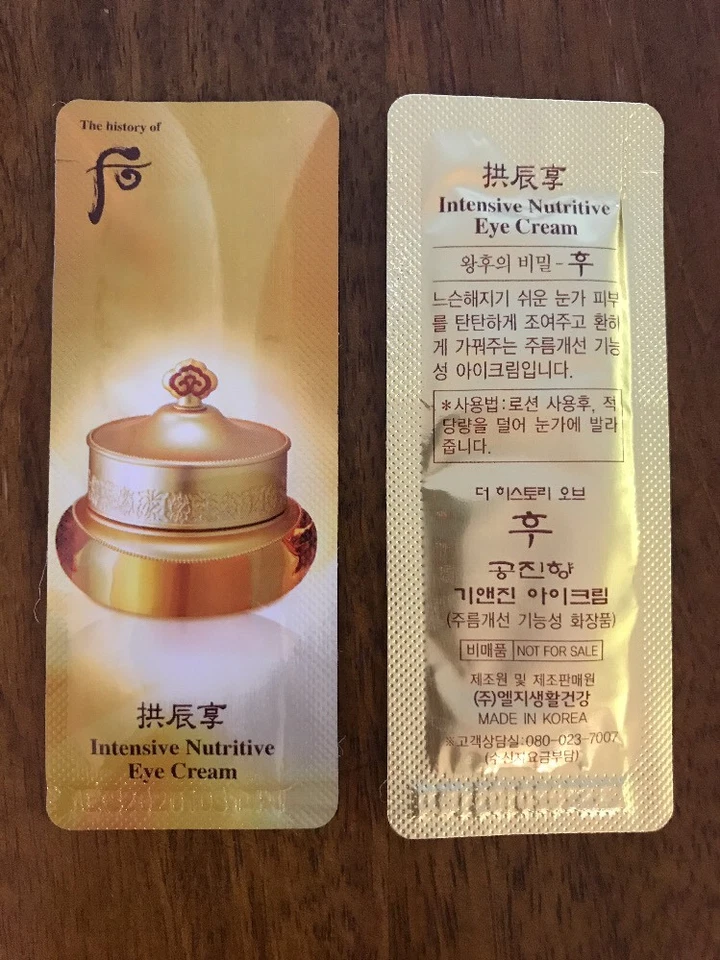 The history of
后
拱辰享
Intensive Nutritive
Eye Cream
拱辰享
Intensive Nutritive
Eye Cream
왕후의 비밀 - 후
느슨해지기 쉬운 눈가 피부
를 탄탄하게 조여주고 환하
게 가꿔주는 주름개선 기능
성 아이크림입니다.
*사용법:로션 사용후, 적
당량을 덜어 눈가에 발라
줍니다.
더 히스토리 오브
후
공진향
기앤진 아이크림
(주름개선 기능성 화장품)
비매품 NOT FOR SALE
제조원 및 제조판매원
(주)엘지생활건강
MADE IN KOREA
※고객상담실:080-023-7007
(수신자요금부담)